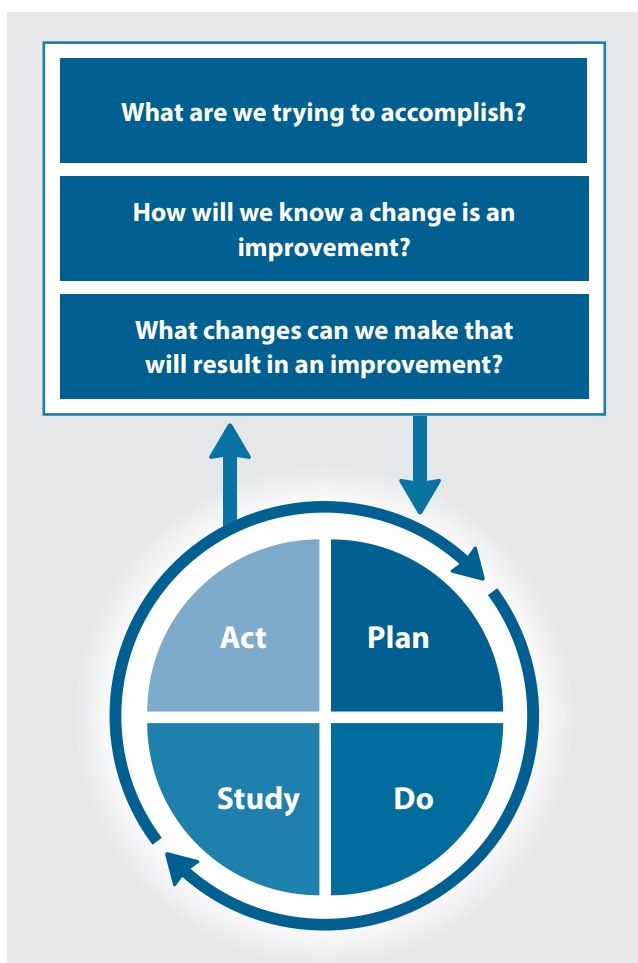 What are we trying to accomplish?
How will we know a change is an
improvement?
What changes can we make that
will result in an improvement?
Act
Plan
Study
Do